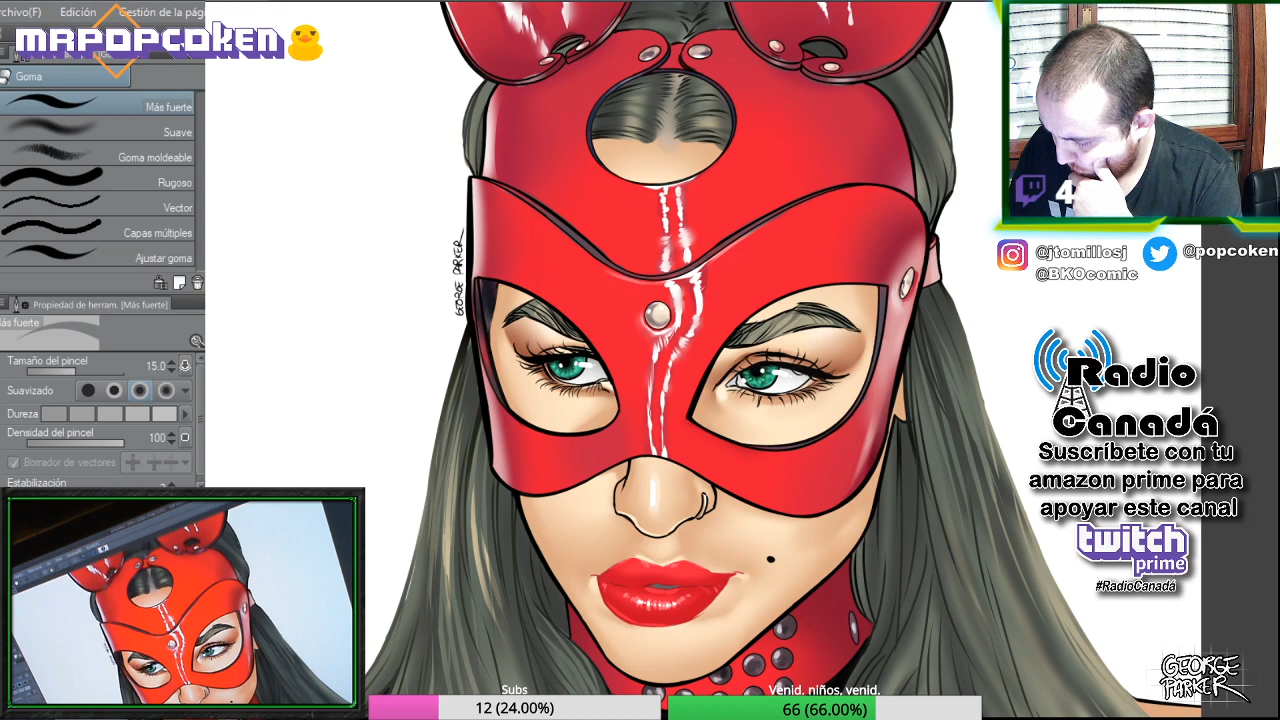 rchivo(F) Edición Gestión de la pág
MRPOPCOKEN
Goma
Más fuerte
Suave
Goma moldeable
Rugoso
Vector
Capas múltiples
Ajustar goma
Propiedad de herram. [Más fuerte]
Más fuerte
Tamaño del pincel 15.0
Suavizado
Dureza
Densidad del pincel 100
Borrador de vectores
Estabilización
GEORGE PARKER
4
@jtomillosj
@BKOcomic
@popcoken
Radio
Canadá
Suscríbete con tu
amazon prime para
apoyar este canal
twitch
prime
#RadioCanadá
GEORGE
PARKER
Subs
12 (24.00%)
Venid. niños, venid.
66 (66.00%)